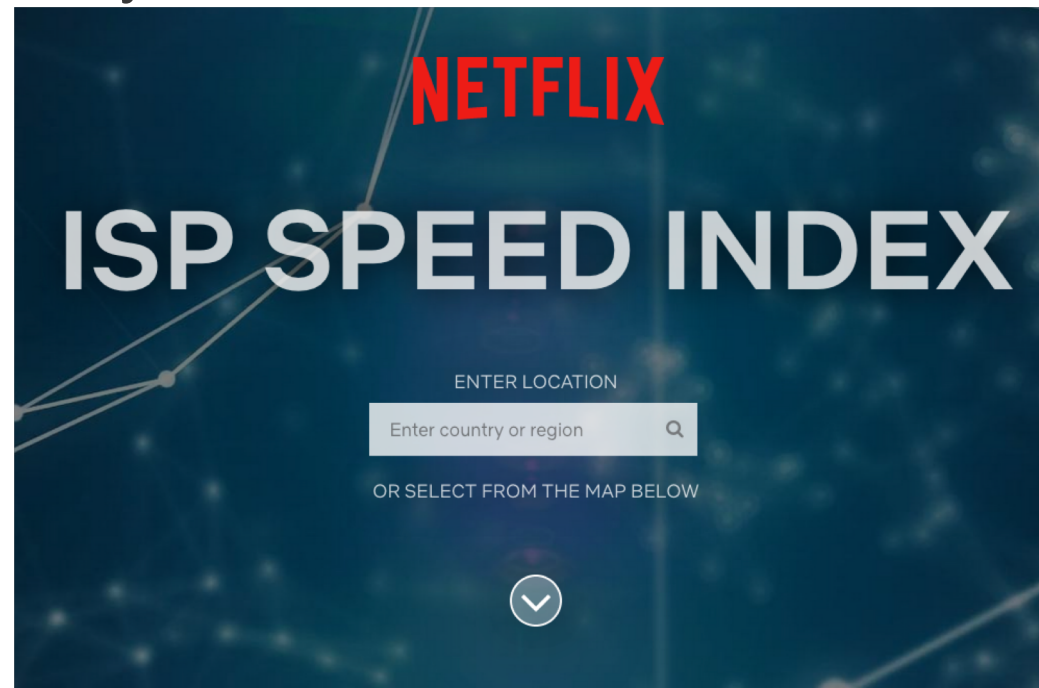 NETFLIX
ISP SPEED INDEX
ENTER LOCATION
Enter country or region
OR SELECT FROM THE MAP BELOW